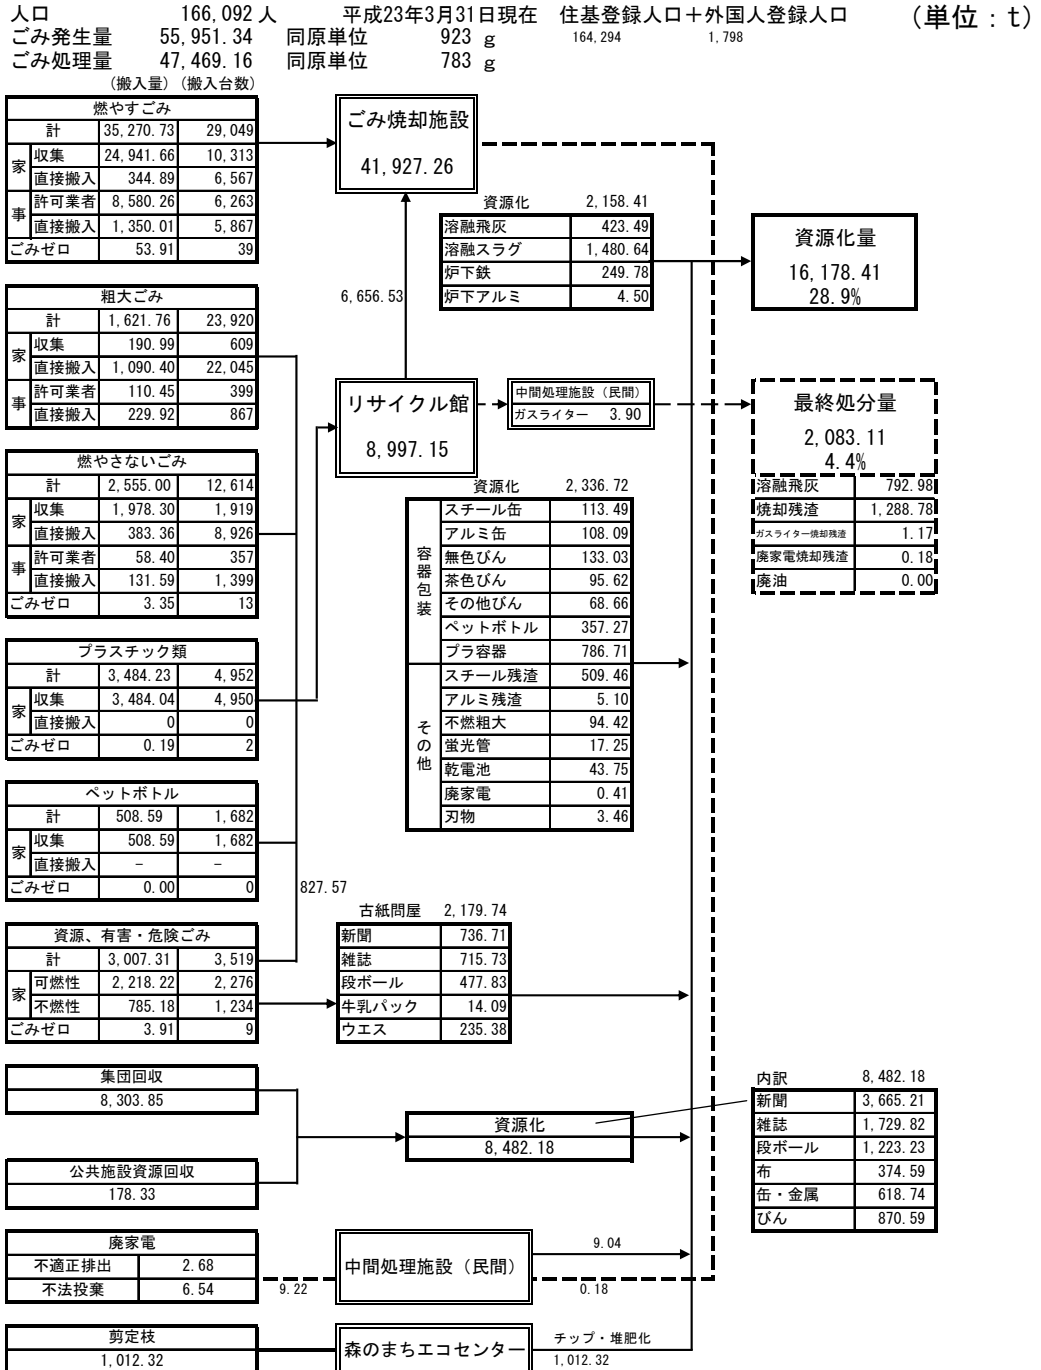 人口 166,092 人 平成23年3月31日現在 住基登録人口＋外国人登録人口 （単位：t）
ごみ発生量 55,951.34 同原単位 923 g 164,294 1,798
ごみ処理量 47,469.16 同原単位 783 g
（搬入量）（搬入台数）
燃やすごみ
計 35,270.73 29,049
家 収集 24,941.66 10,313
直接搬入 344.89 6,567
事 許可業者 8,580.26 6,263
直接搬入 1,350.01 5,867
ごみゼロ 53.91 39
ごみ焼却施設
41,927.26
資源化 2,158.41
溶融飛灰 423.49
溶融スラグ 1,480.64
炉下鉄 249.78
炉下アルミ 4.50
資源化量
16,178.41
28.9%
6,656.53
粗大ごみ
計 1,621.76 23,920
家 収集 190.99 609
直接搬入 1,090.40 22,045
事 許可業者 110.45 399
直接搬入 229.92 867
リサイクル館
8,997.15
中間処理施設（民間）
ガスライター 3.90
最終処分量
2,083.11
4.4%
溶融飛灰 792.98
焼却残渣 1,288.78
ガスライター焼却残渣 1.17
廃家電焼却残渣 0.18
廃油 0.00
燃やさないごみ
計 2,555.00 12,614
家 収集 1,978.30 1,919
直接搬入 383.36 8,926
事 許可業者 58.40 357
直接搬入 131.59 1,399
ごみゼロ 3.35 13
資源化 2,336.72
容器包装 スチール缶 113.49
アルミ缶 108.09
無色びん 133.03
茶色びん 95.62
その他びん 68.66
ペットボトル 357.27
プラ容器 786.71
その他 スチール残渣 509.46
アルミ残渣 5.10
不燃粗大 94.42
蛍光管 17.25
乾電池 43.75
廃家電 0.41
刃物 3.46
プラスチック類
計 3,484.23 4,952
家 収集 3,484.04 4,950
直接搬入 0 0
ごみゼロ 0.19 2
ペットボトル
計 508.59 1,682
家 収集 508.59 1,682
直接搬入 － －
ごみゼロ 0.00 0
827.57
資源、有害・危険ごみ
計 3,007.31 3,519
家 可燃性 2,218.22 2,276
不燃性 785.18 1,234
ごみゼロ 3.91 9
古紙問屋 2,179.74
新聞 736.71
雑誌 715.73
段ボール 477.83
牛乳パック 14.09
ウエス 235.38
集団回収
8,303.85
公共施設資源回収
178.33
資源化
8,482.18
内訳 8,482.18
新聞 3,665.21
雑誌 1,729.82
段ボール 1,223.23
布 374.59
缶・金属 618.74
びん 870.59
廃家電
不適正排出 2.68
不法投棄 6.54
9.22
中間処理施設（民間）
9.04
0.18
剪定枝
1,012.32
森のまちエコセンター
チップ・堆肥化
1,012.32